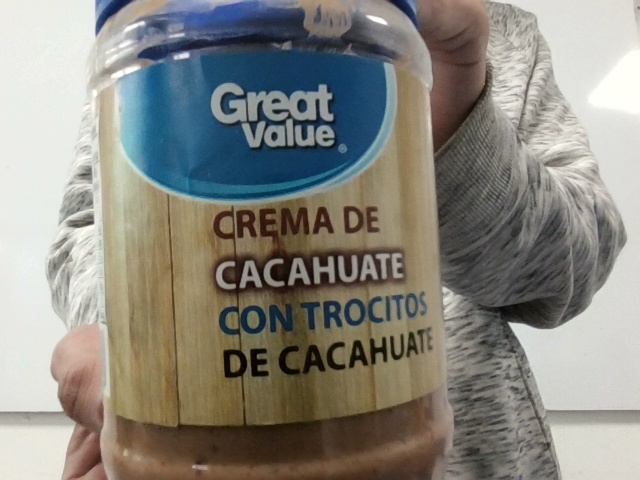 Great
Value®
CREMA DE
CACAHUATE
CON TROCITOS
DE CACAHUATE